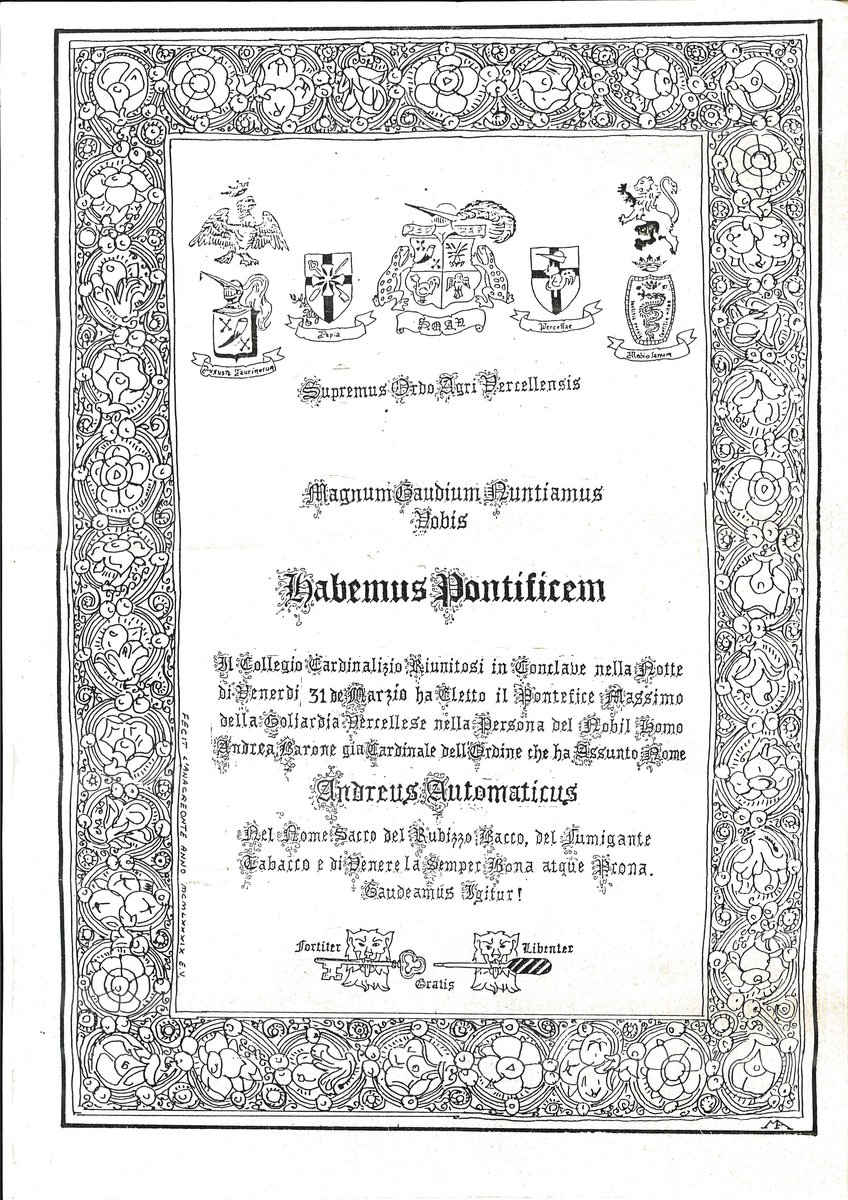 Papia
S.O.A.V.
Vercellae
Augusta Taurinorum
Mediolanum
Supremus Ordo Agri Vercellensis
Magnum Gaudium Nuntiamus
Vobis
Habemus Pontificem
Il Collegio Cardinalizio Riunitosi in Conclave nella Notte
di Venerdi 31 de Marzio ha Eletto il Pontefice Massimo
della Goliardia Vercellese nella Persona del Nobil Homo
Andrea Barone gia Cardinale dell'Ordine che ha Assunto Nome
Andreus Automaticus
Nel Nome Sacro del Rubizzo Bacco, del Fumigante
Tabacco e di Venere la Semper Bona atque Prona.
Gaudeamus Igitur!
Fortiter
Libenter
Gratis
FECIT L'ANACREONTE ANNO MCMLXXXIX E.V.
MA